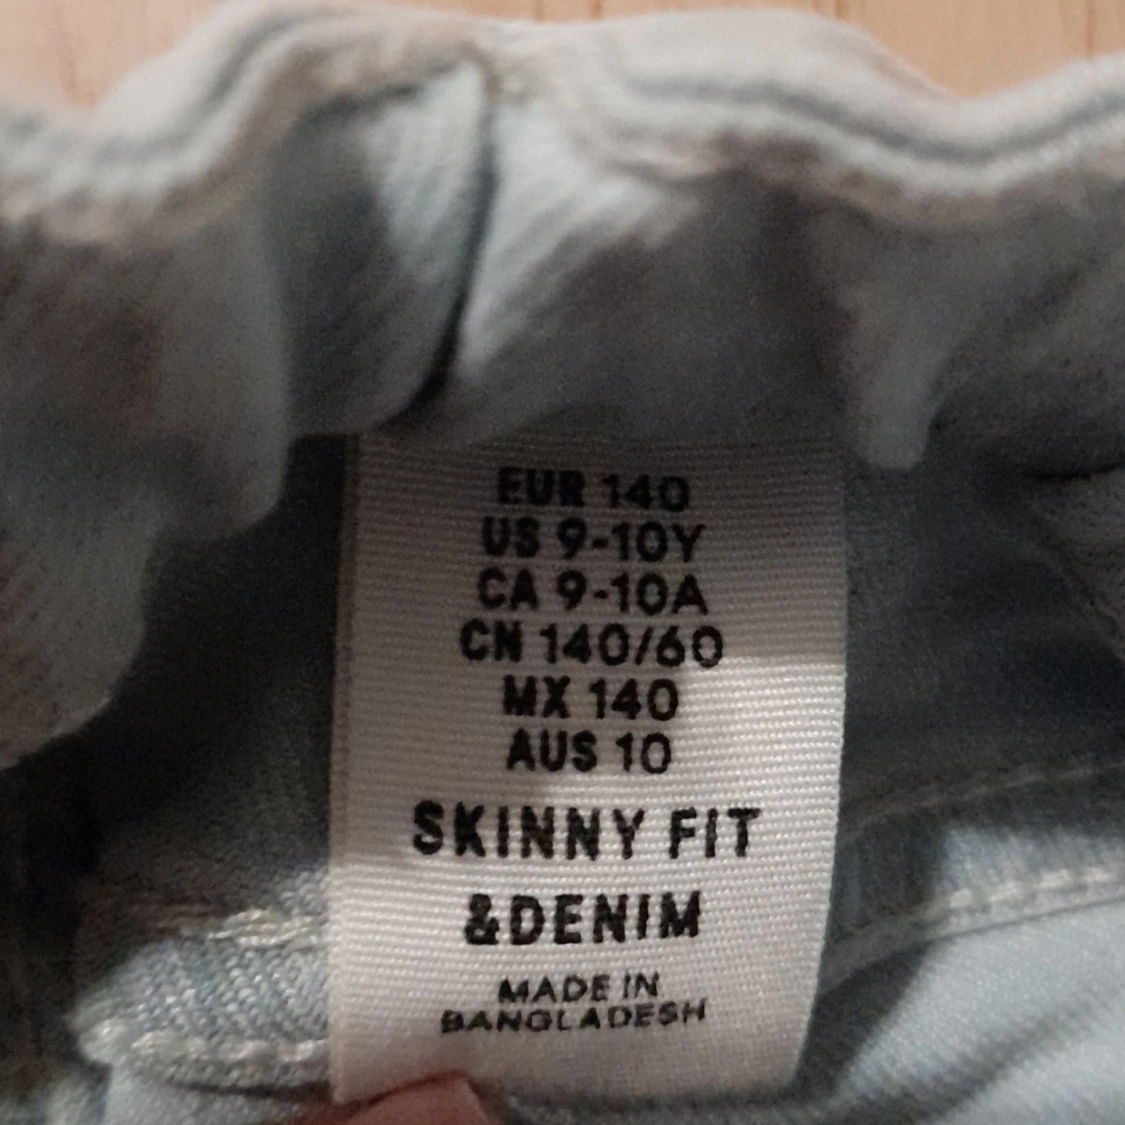 EUR 140
US 9-10Y
CA 9-10A
CN 140/60
MX 140
AUS 10
SKINNY FIT
&DENIM
MADE IN
BANGLADESH